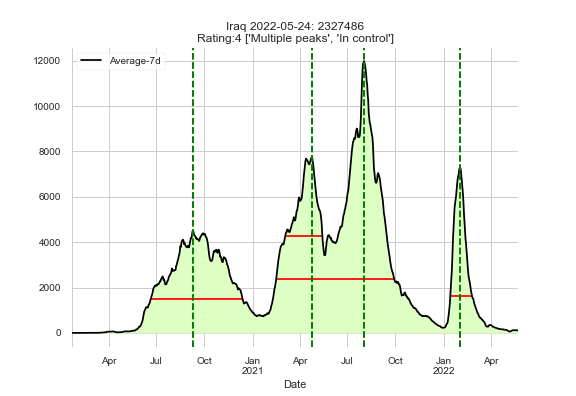 Iraq 2022-05-24: 2327486
Rating:4 ['Multiple peaks', 'In control']
Average-7d
12000
10000
8000
6000
4000
2000
0
Apr Jul Oct Jan Apr Jul Oct Jan Apr
2021 2022
Date